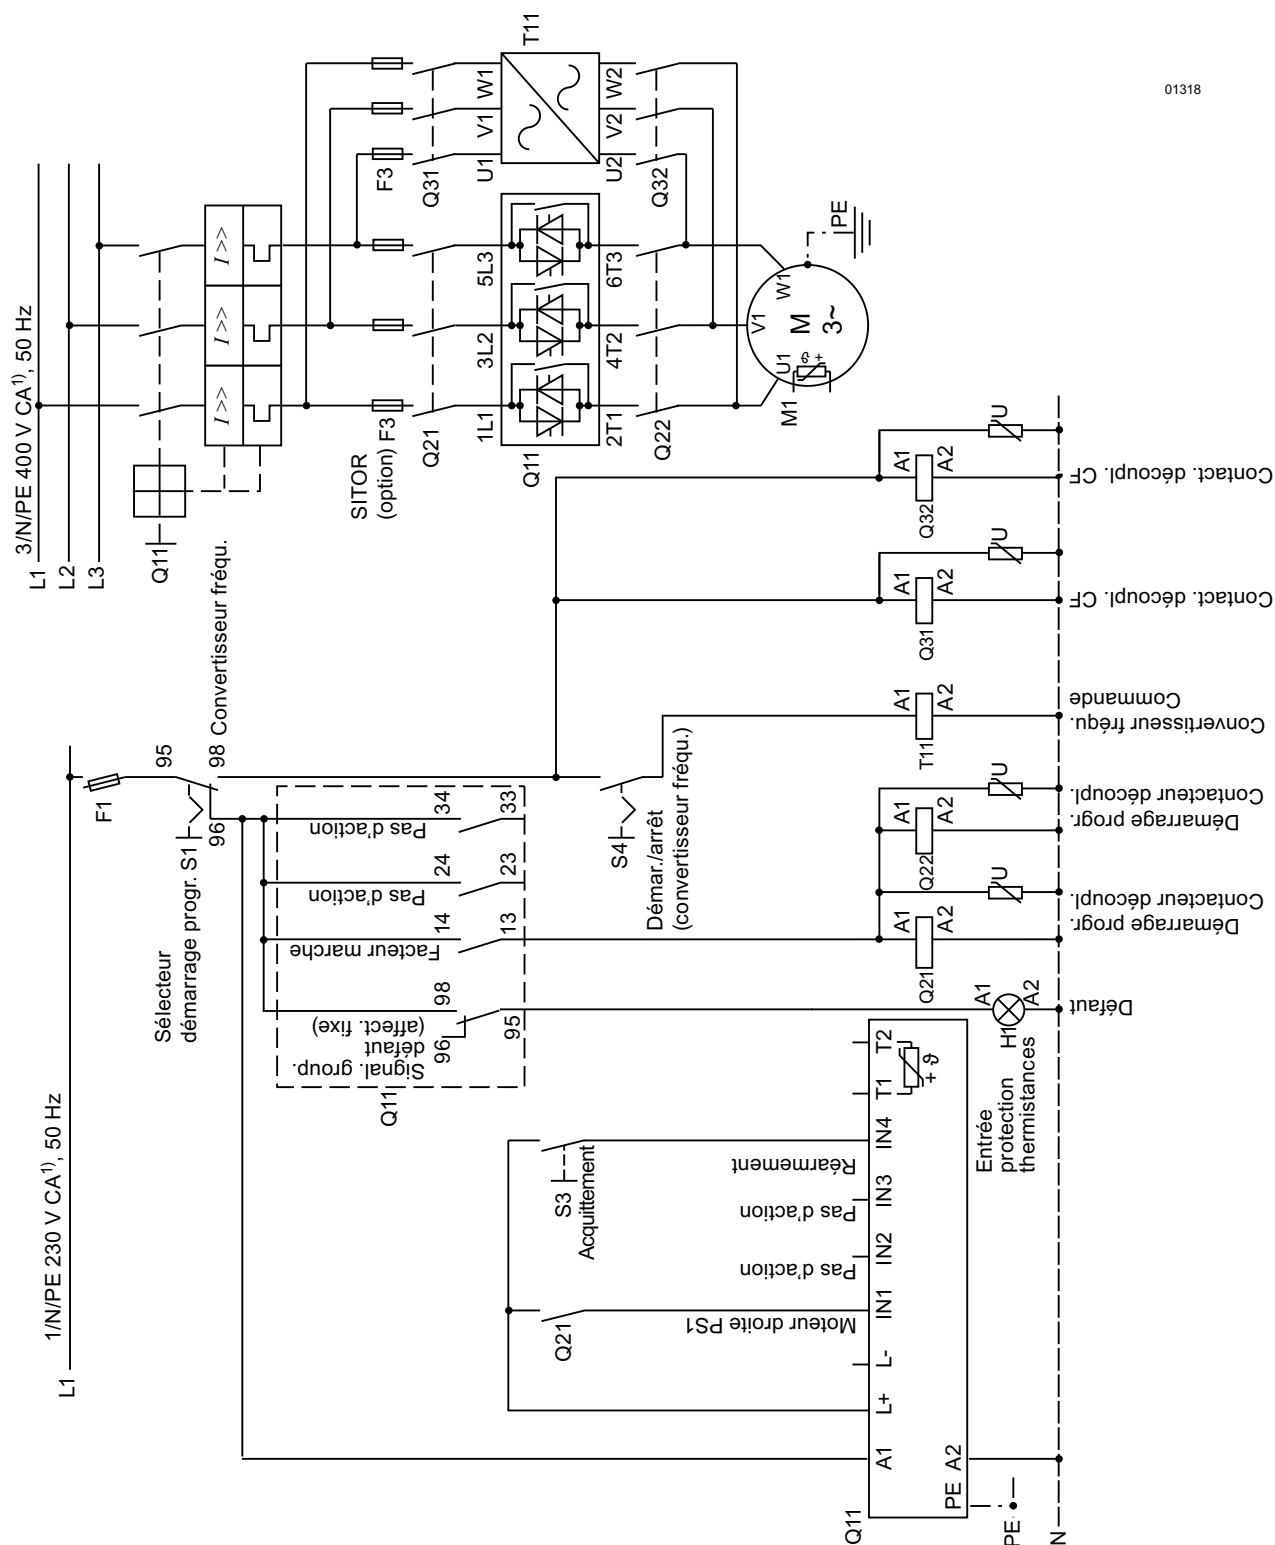 01318
3/N/PE 400 V CA1), 50 Hz
L1
L2
L3
Q11
I >>
I >>
I >>
SITOR
(option) F3
F3
Q21
Q31
1L1
3L2
5L3
U1
V1
W1
T11
Q11
2T1
4T2
6T3
U2
V2
W2
Q22
Q32
M1
U1
V1
W1
M
3~
ϑ +
PE
1/N/PE 230 V CA1), 50 Hz
L1
F1
Sélecteur
démarrage progr. S1
95
96
98
Convertisseur fréqu.
Q11
Signal. group.
défaut
(affect. fixe)
96
98
95
Facteur marche
14
13
Pas d'action
24
23
Pas d'action
34
33
S4
Démar./arrêt
(convertisseur fréqu.)
S3
Acquittement
Q21
Moteur droite PS1
Pas d'action
Pas d'action
Réarmement
Q11
A1
L+
L-
IN1
IN2
IN3
IN4
T1
T2
+ ϑ
PE
A2
PE
N
Entrée
protection
thermistances
H1
A1
A2
Défaut
Q21
A1
A2
U
Démarrage progr.
Contacteur découpl.
Q22
A1
A2
U
Démarrage progr.
Contacteur découpl.
T11
A1
A2
Convertisseur fréqu.
Commande
Q31
A1
A2
U
Contact. découpl. CF
Q32
A1
A2
U
Contact. découpl. CF